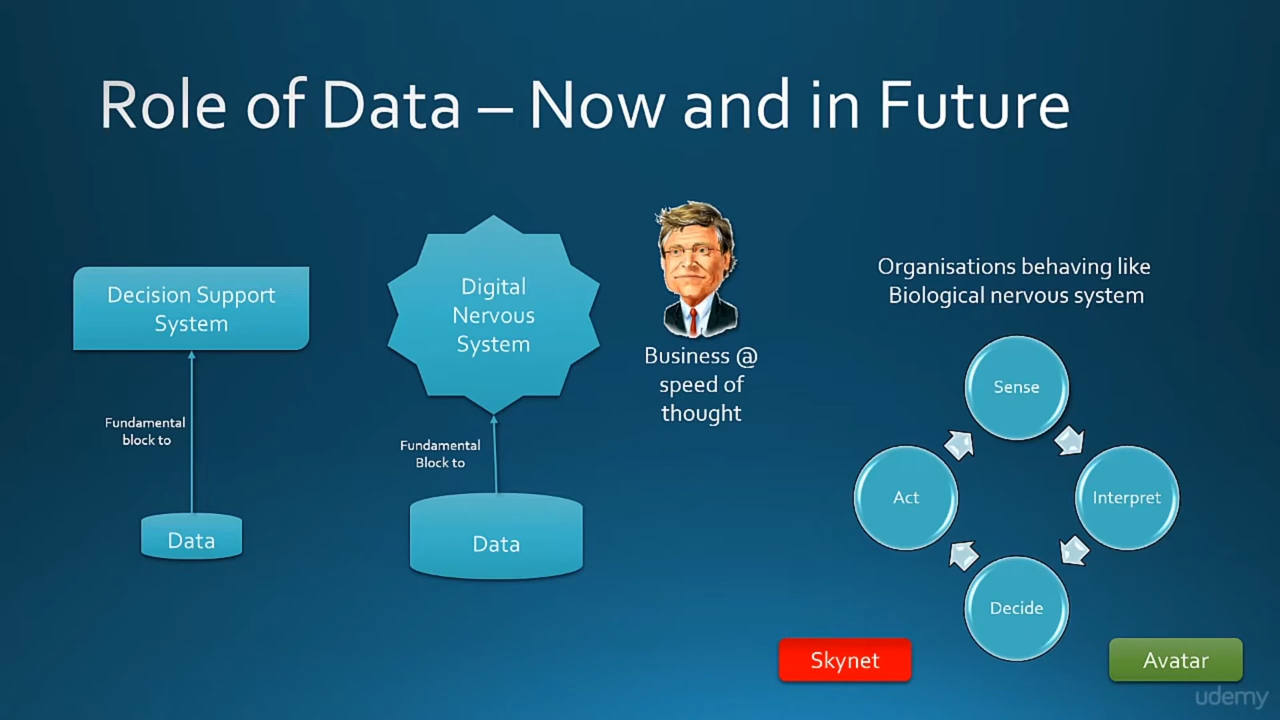 Role of Data – Now and in Future
Decision Support
System
Fundamental
block to
Data
Digital
Nervous
System
Fundamental
Block to
Data
Business @
speed of
thought
Organisations behaving like
Biological nervous system
Sense
Interpret
Decide
Act
Skynet
Avatar
udemy